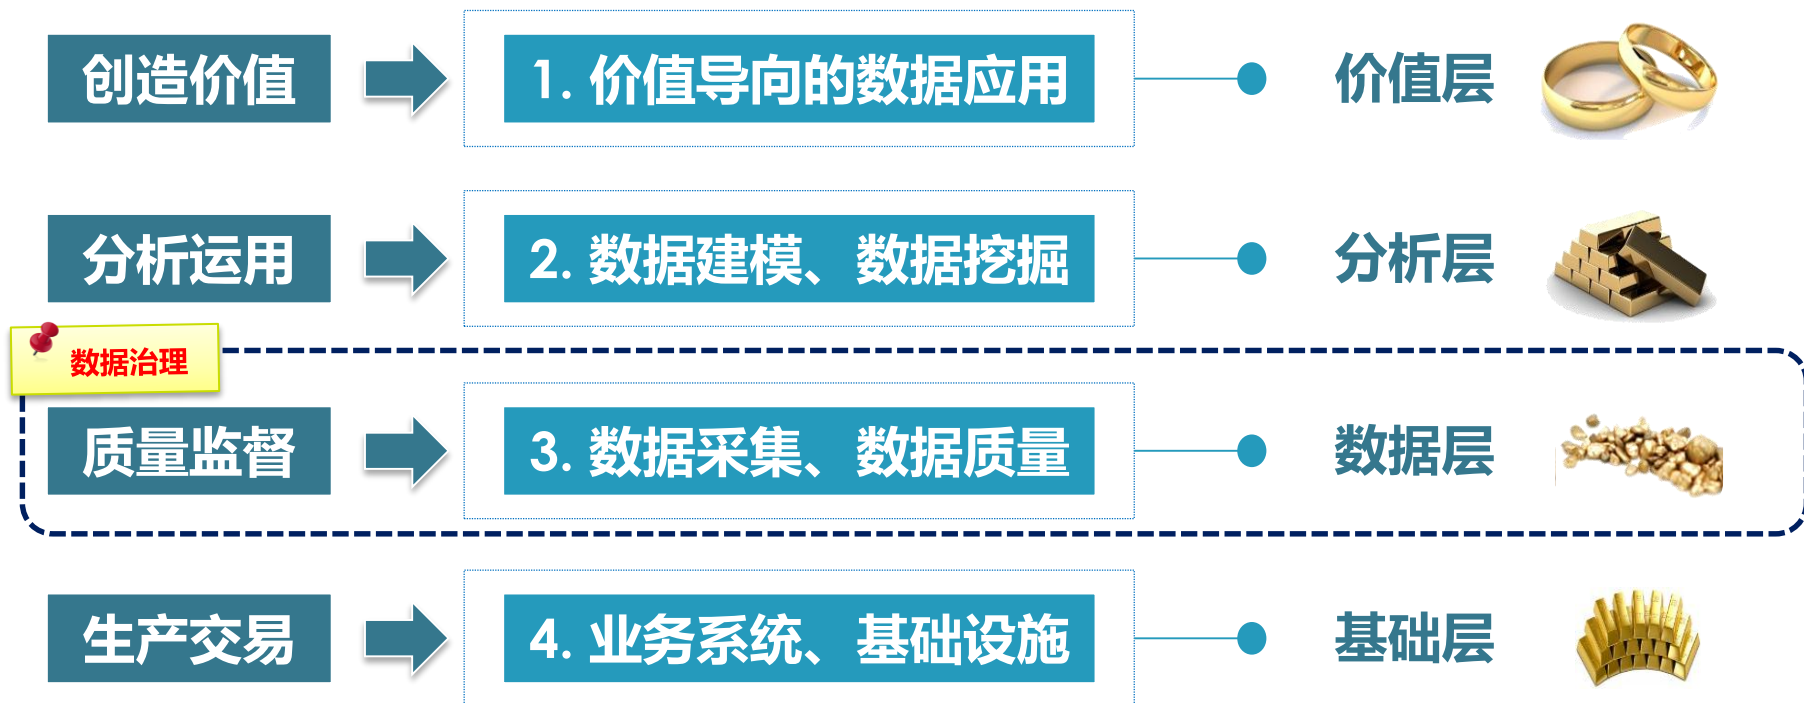 创造价值
1. 价值导向的数据应用
价值层
分析运用
2. 数据建模、数据挖掘
分析层
数据治理
质量监督
3. 数据采集、数据质量
数据层
生产交易
4. 业务系统、基础设施
基础层